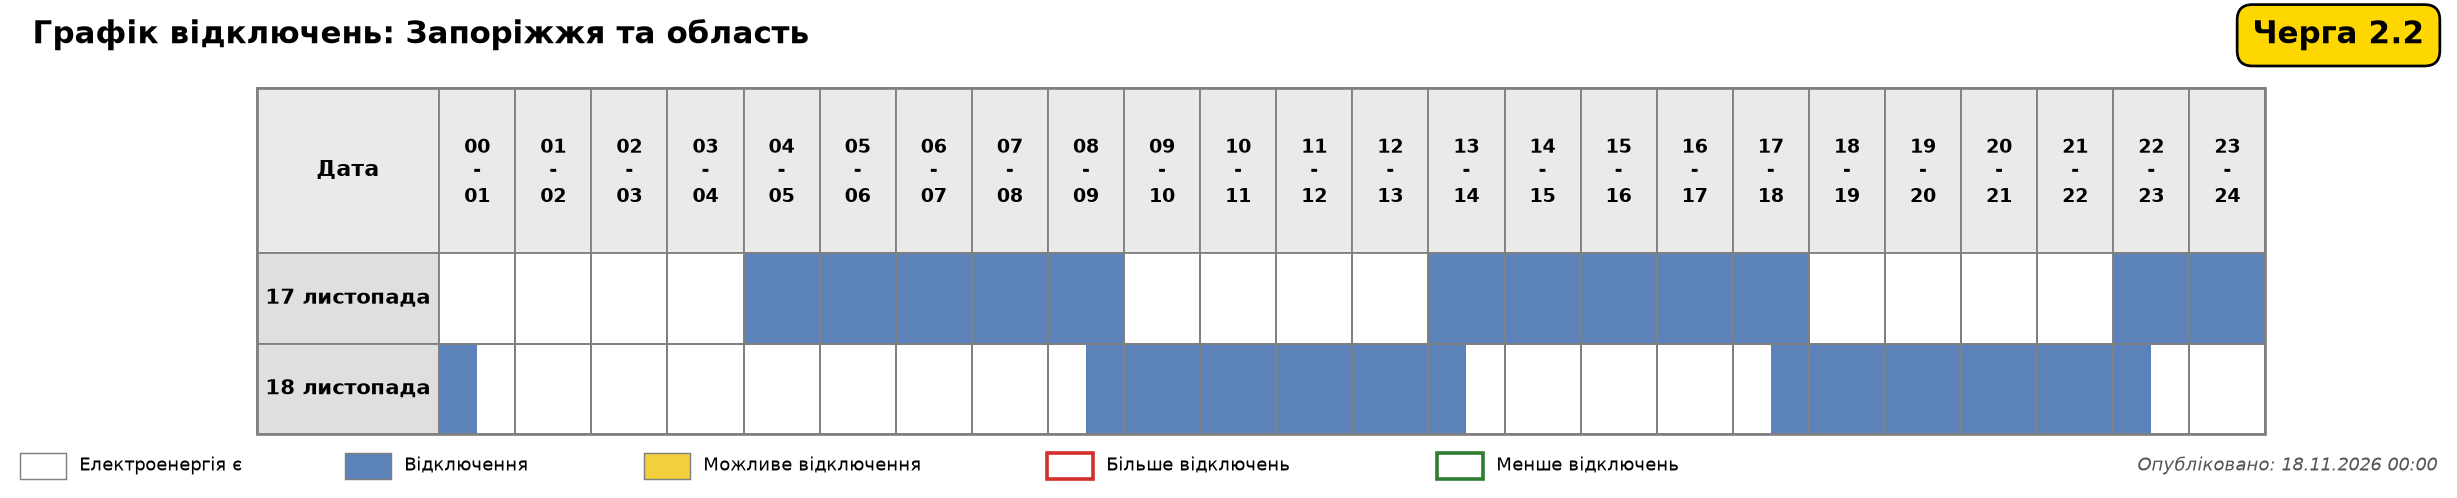 Графік відключень: Запоріжжя та область
Черга 2.2
Дата
00 - 01
01 - 02
02 - 03
03 - 04
04 - 05
05 - 06
06 - 07
07 - 08
08 - 09
09 - 10
10 - 11
11 - 12
12 - 13
13 - 14
14 - 15
15 - 16
16 - 17
17 - 18
18 - 19
19 - 20
20 - 21
21 - 22
22 - 23
23 - 24
17 листопада
18 листопада
Електроенергія є
Відключення
Можливе відключення
Більше відключень
Менше відключень
Опубліковано: 18.11.2026 00:00